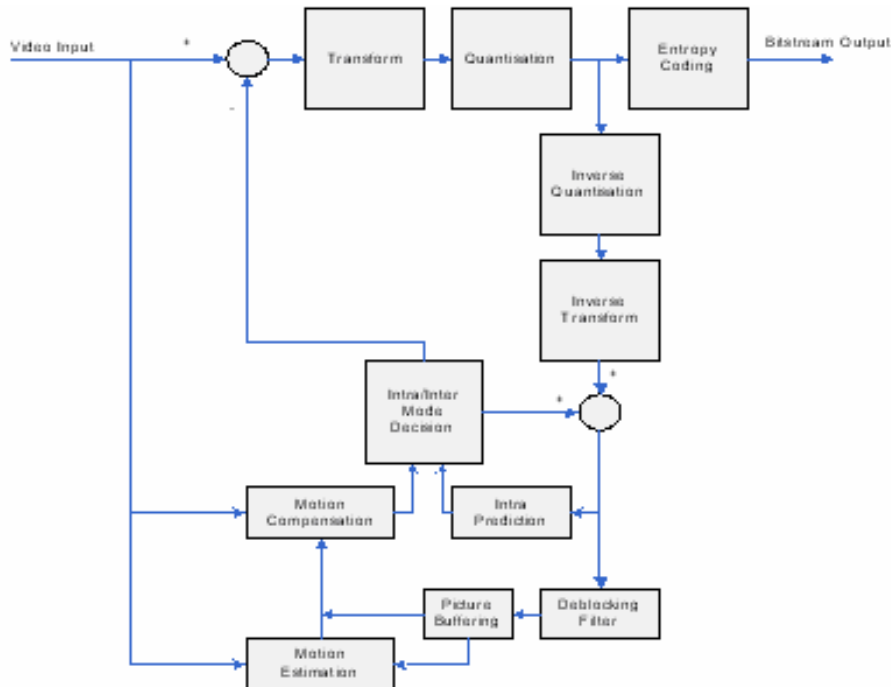 Video Input
+
-
Transform
Quantisation
Entropy
Coding
Bitstream Output
Inverse
Quantisation
Inverse
Transform
+
+
Intra/Inter
Mode
Decision
Motion
Compensation
Intra
Prediction
Picture
Buffering
Deblocking
Filter
Motion
Estimation